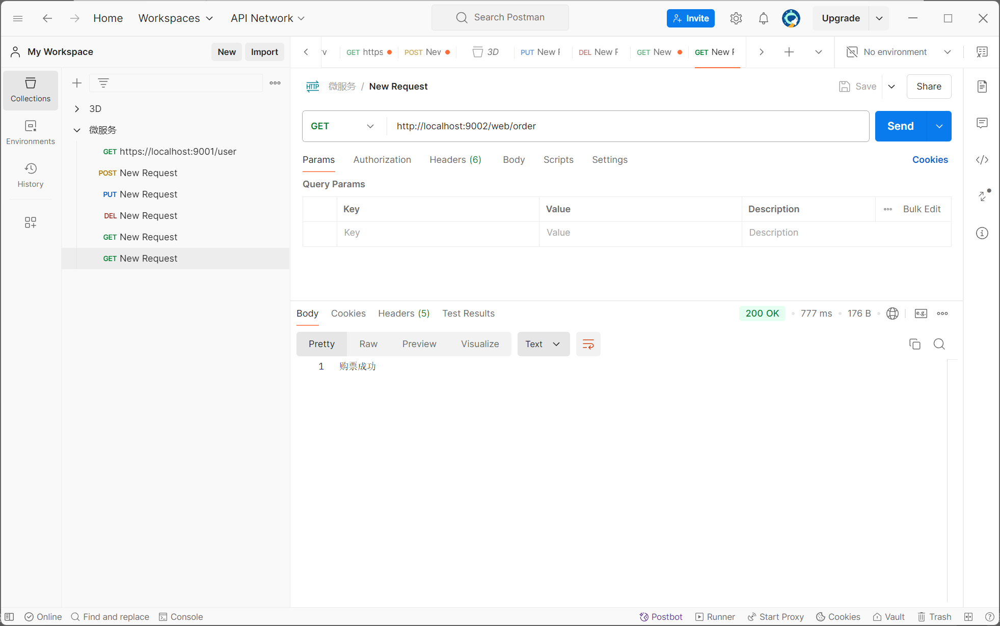 Home Workspaces API Network Search Postman Invite Upgrade
My Workspace New Import
GET https POST New 3D PUT New F DEL New F GET New GET New F No environment
Collections
Environments
History
3D
微服务
GET https://localhost:9001/user
POST New Request
PUT New Request
DEL New Request
GET New Request
GET New Request
HTTP 微服务 / New Request Save Share
GET http://localhost:9002/web/order Send
Params Authorization Headers (6) Body Scripts Settings Cookies
Query Params
Key Value Description Bulk Edit
Key Value Description
Body Cookies Headers (5) Test Results 200 OK 777 ms 176 B e.g.
Pretty Raw Preview Visualize Text
1 购票成功
Online Find and replace Console Postbot Runner Start Proxy Cookies Vault Trash